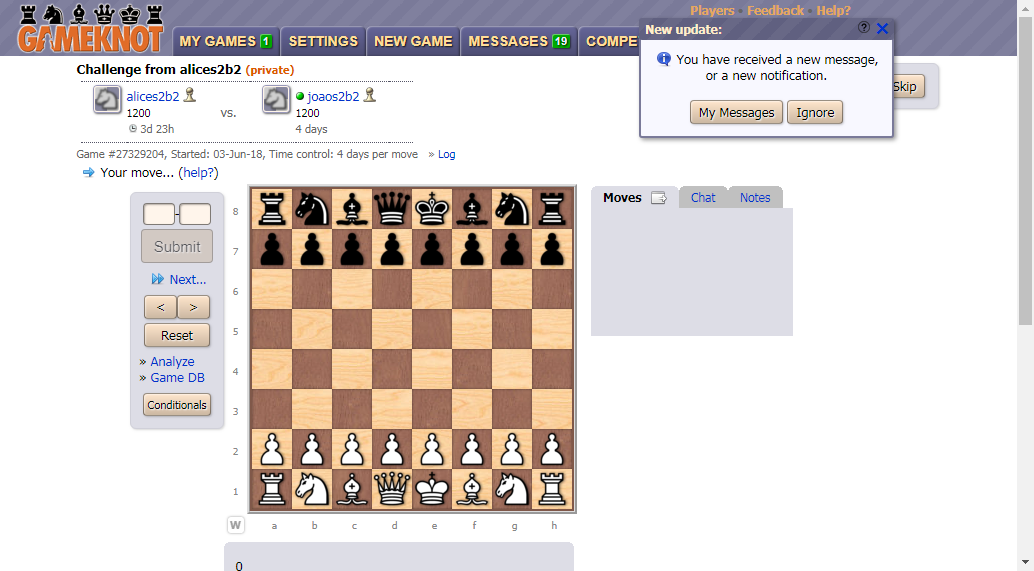 Players • Feedback • Help?
GAMEKNOT
MY GAMES 1
SETTINGS
NEW GAME
MESSAGES 19
COMPE
New update:
You have received a new message,
or a new notification.
My Messages
Ignore
Skip
Challenge from alices2b2 (private)
alices2b2
1200
3d 23h
vs.
joaos2b2
1200
4 days
Game #27329204, Started: 03-Jun-18, Time control: 4 days per move » Log
Your move... (help?)
-
Submit
Next...
< >
Reset
» Analyze
» Game DB
Conditionals
8
7
6
5
4
3
2
1
W a b c d e f g h
Moves
Chat
Notes
0